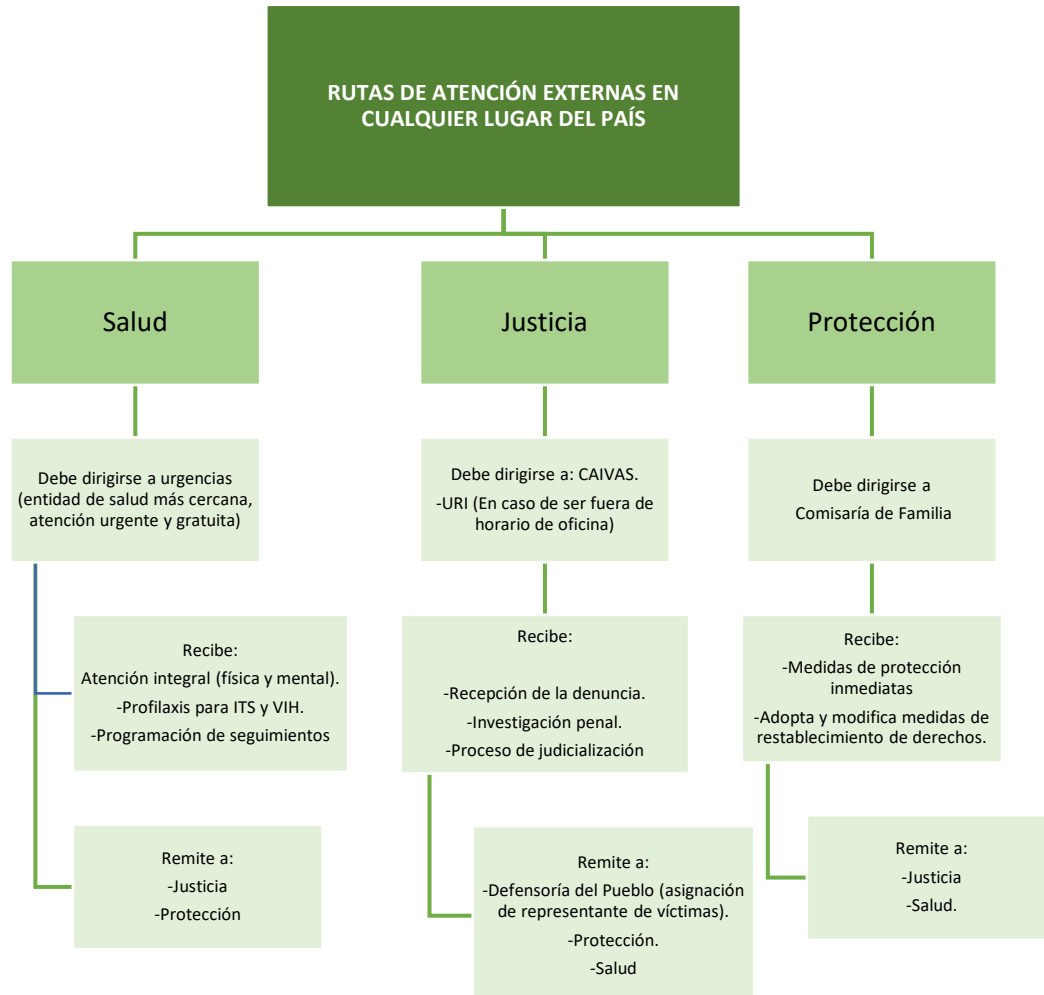 RUTAS DE ATENCIÓN EXTERNAS EN
CUALQUIER LUGAR DEL PAÍS
Salud
Justicia
Protección
Debe dirigirse a urgencias
(entidad de salud más cercana,
atención urgente y gratuita)
Debe dirigirse a: CAIVAS.
-URI (En caso de ser fuera de
horario de oficina)
Debe dirigirse a
Comisaría de Familia
Recibe:
Atención integral (física y mental).
-Profilaxis para ITS y VIH.
-Programación de seguimientos
Recibe:
-Recepción de la denuncia.
-Investigación penal.
-Proceso de judicialización
Recibe:
-Medidas de protección
inmediatas
-Adopta y modifica medidas de
restablecimiento de derechos.
Remite a:
-Justicia
-Protección
Remite a:
-Defensoría del Pueblo (asignación
de representante de víctimas).
-Protección.
-Salud
Remite a:
-Justicia
-Salud.